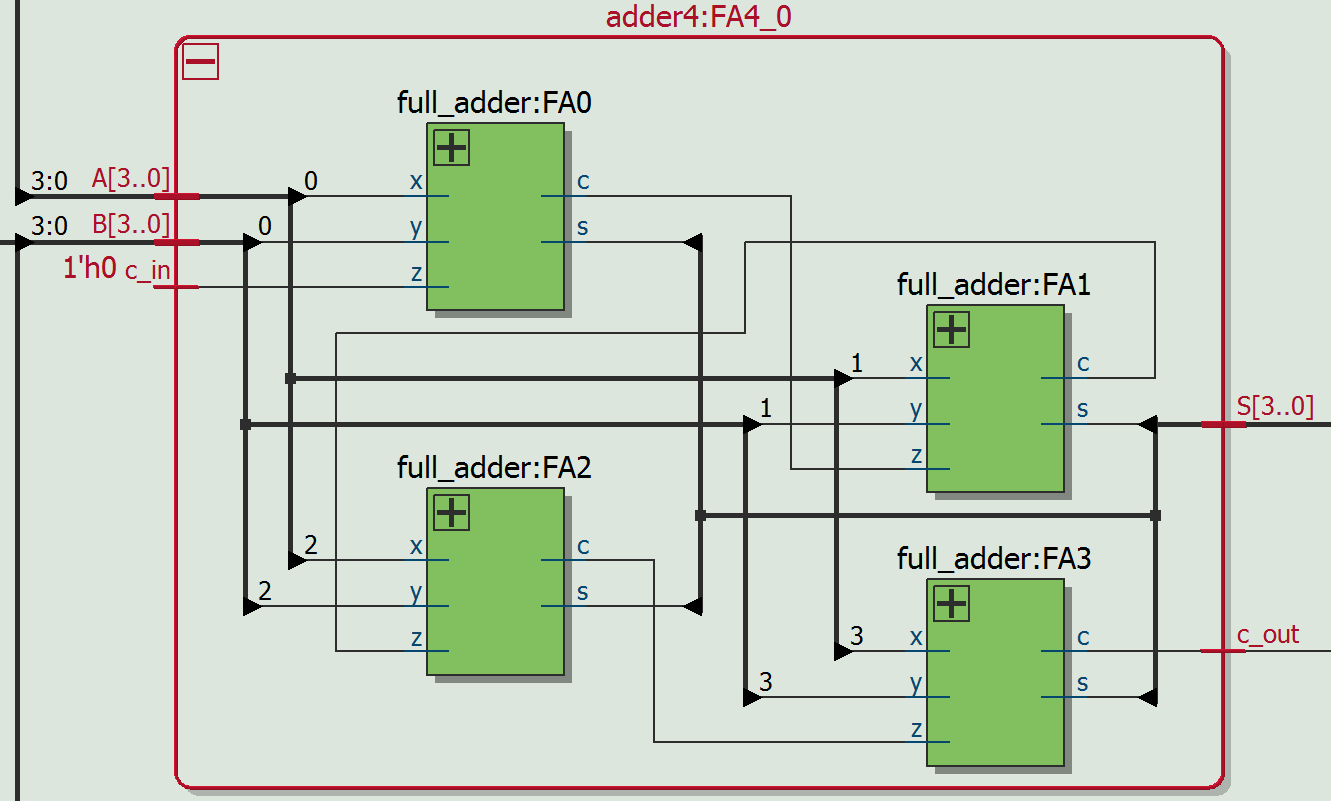 adder4:FA4_0
full_adder:FA0
3:0 A[3..0] 0 x c
3:0 B[3..0] 0 y s
1'h0 c_in z
full_adder:FA1
1 x c
1 y s S[3..0]
z
full_adder:FA2
2 x c
2 y s
z
full_adder:FA3
3 x c c_out
3 y s
z